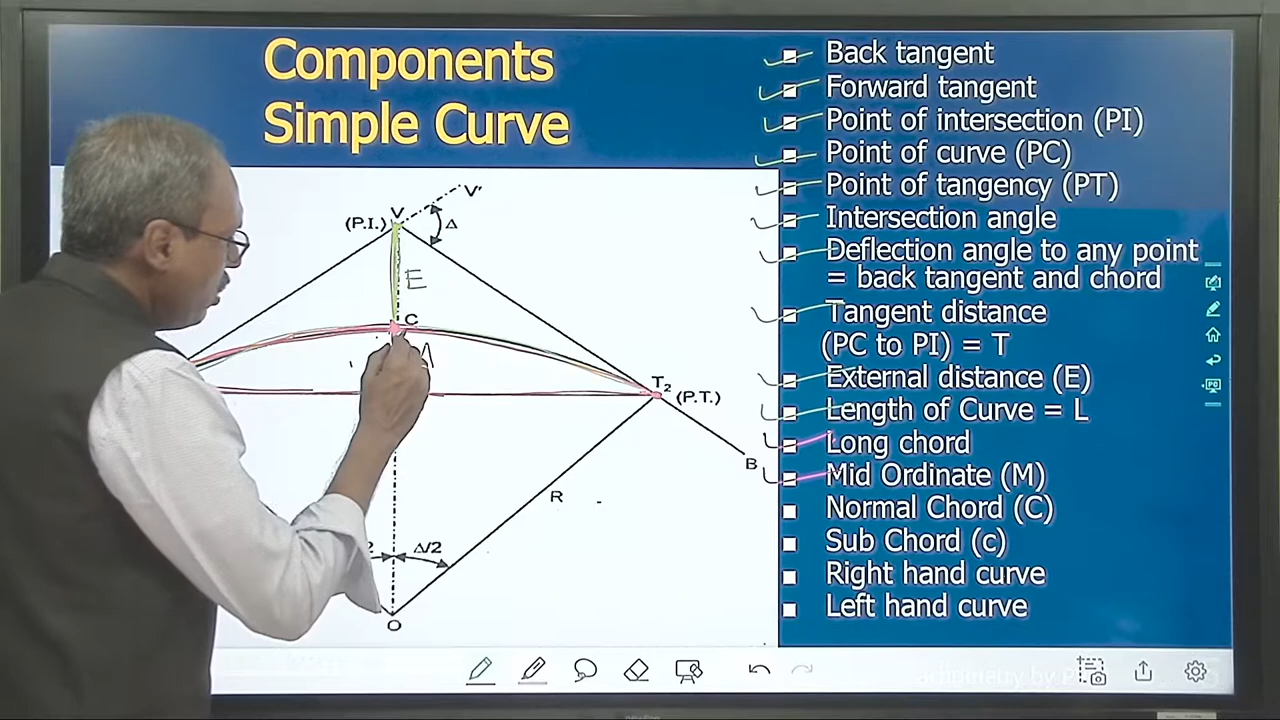 Components
Simple Curve
Back tangent
Forward tangent
Point of intersection (PI)
Point of curve (PC)
Point of tangency (PT)
Intersection angle
Deflection angle to any point
= back tangent and chord
Tangent distance
(PC to PI) = T
External distance (E)
Length of Curve = L
Long chord
Mid Ordinate (M)
Normal Chord (C)
Sub Chord (c)
Right hand curve
Left hand curve
V'
V
(P.I.)
Δ
E
C
T2
(P.T.)
B
R
2
Δ/2
O